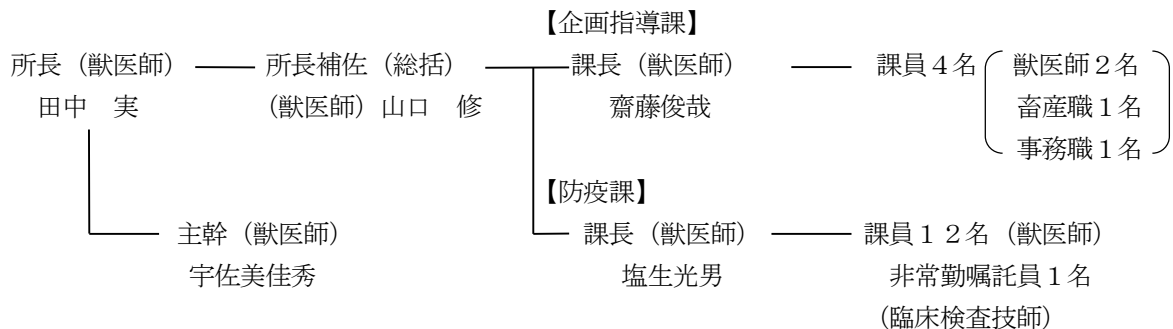 【企画指導課】
所長(獣医師) 所長補佐(総括) 課長(獣医師) 課員4名 獣医師2名
田中 実 (獣医師)山口 修 齋藤俊哉 畜産職1名
事務職1名
【防疫課】
主幹(獣医師) 課長(獣医師) 課員12名(獣医師)
宇佐美佳秀 塩生光男 非常勤嘱託員1名
(臨床検査技師)